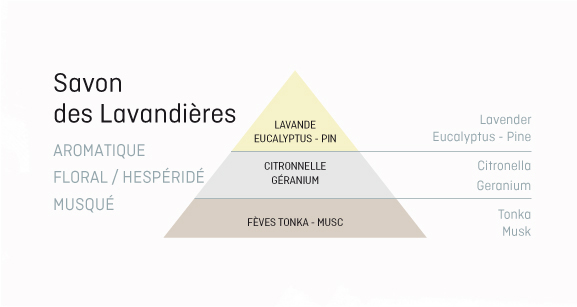 Savon
des Lavandières
AROMATIQUE
FLORAL / HESPÉRIDÉ
MUSQUÉ
LAVANDE
EUCALYPTUS - PIN
CITRONNELLE
GÉRANIUM
FÈVES TONKA - MUSC
Lavender
Eucalyptus - Pine
Citronella
Geranium
Tonka
Musk